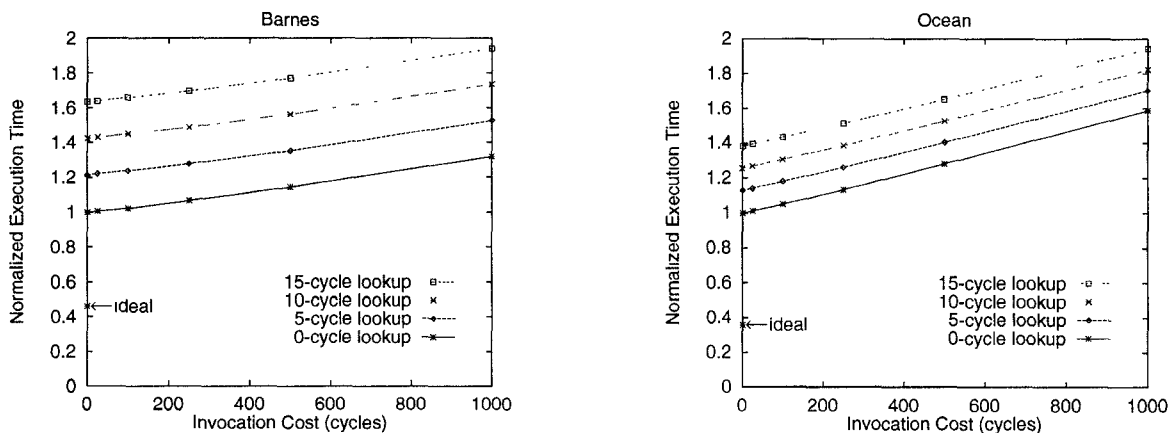 Barnes
2
1.8
1.6
1.4
1.2
1
0.8
0.6
0.4
0.2
0
Normalized Execution Time
15-cycle lookup
10-cycle lookup
5-cycle lookup
0-cycle lookup
ideal
0 200 400 600 800 1000
Invocation Cost (cycles)
Ocean
2
1.8
1.6
1.4
1.2
1
0.8
0.6
0.4
0.2
0
Normalized Execution Time
15-cycle lookup
10-cycle lookup
5-cycle lookup
0-cycle lookup
ideal
0 200 400 600 800 1000
Invocation Cost (cycles)